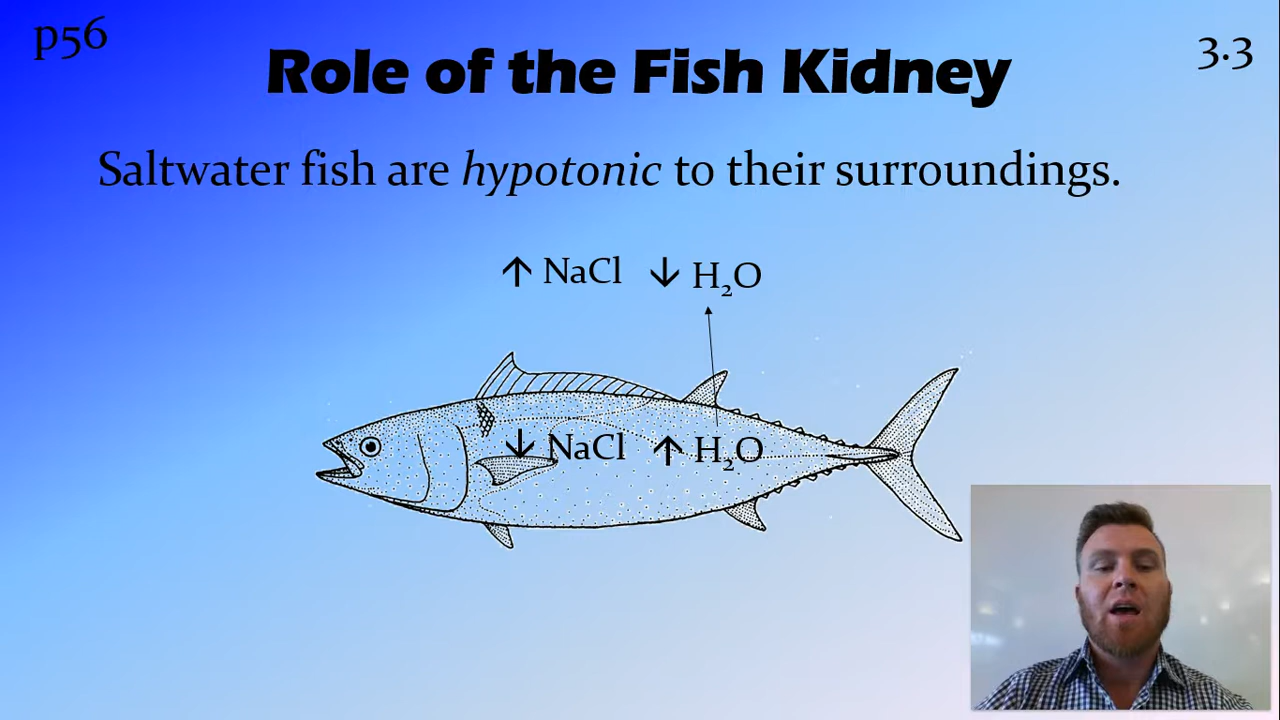 p56
3.3
Role of the Fish Kidney
Saltwater fish are hypotonic to their surroundings.
↑ NaCl ↓ H₂O
↓ NaCl ↑ H₂O